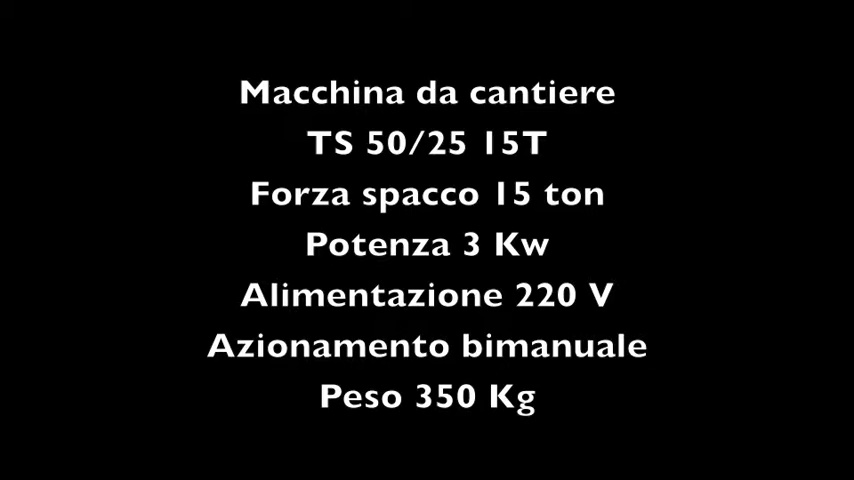 Macchina da cantiere
TS 50/25 15T
Forza spacco 15 ton
Potenza 3 Kw
Alimentazione 220 V
Azionamento bimanuale
Peso 350 Kg